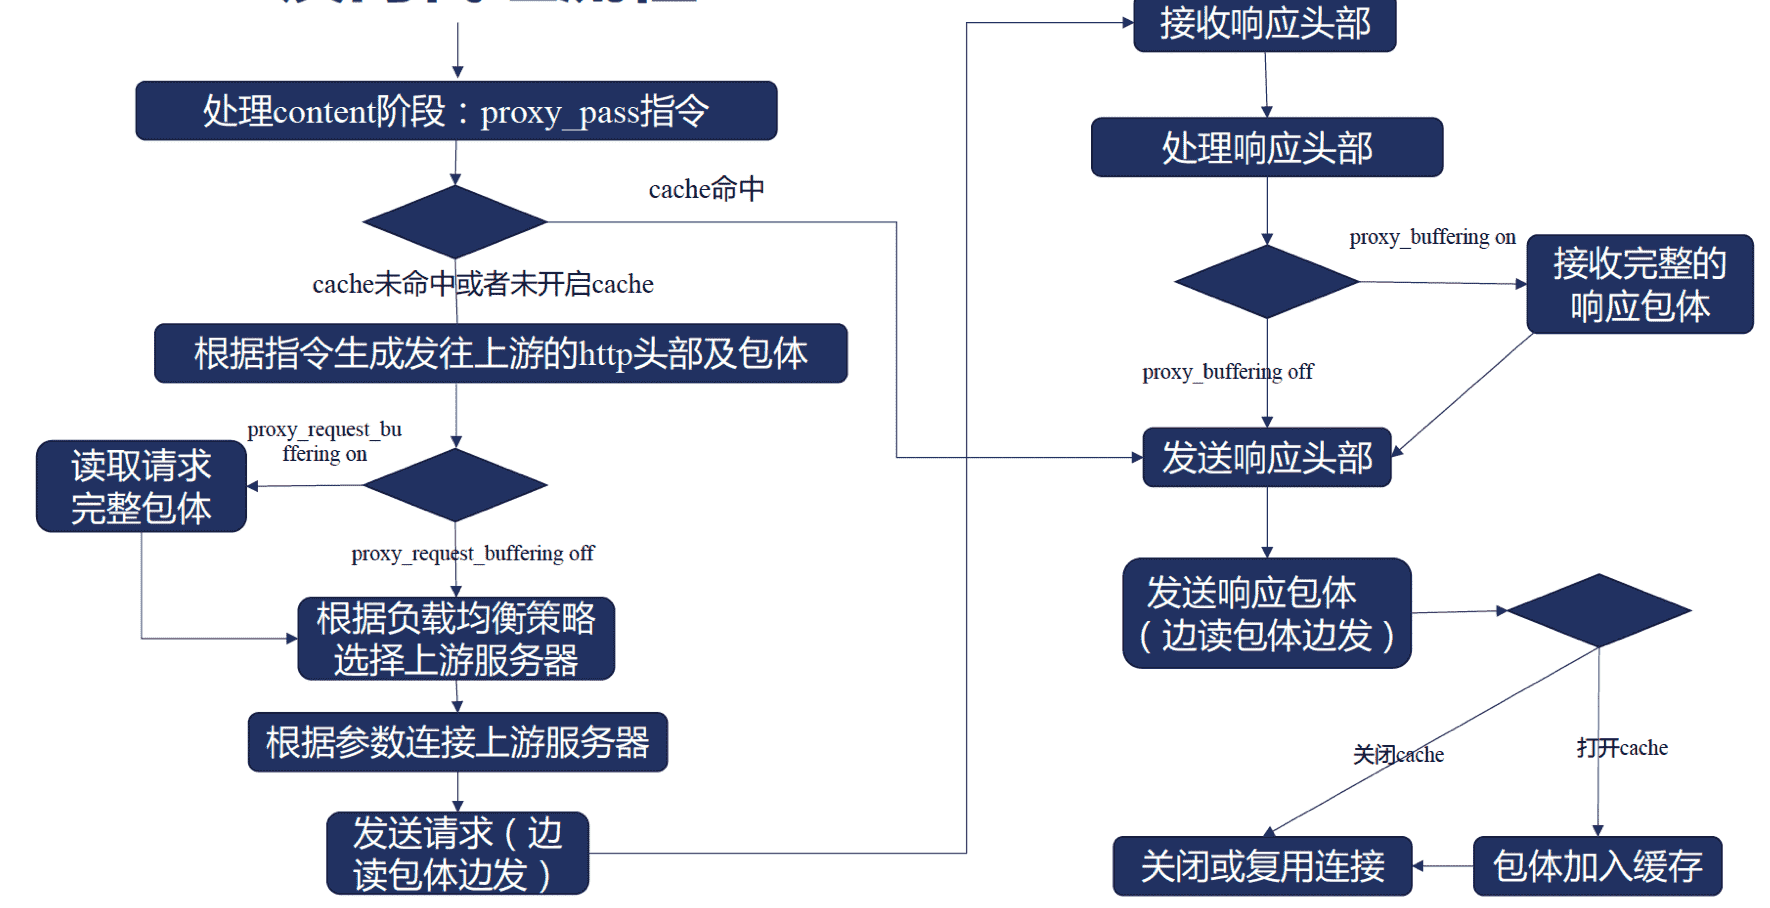 处理content阶段：proxy_pass指令
cache命中
cache未命中或者未开启cache
根据指令生成发往上游的http头部及包体
proxy_request_bu
ffering on
读取请求
完整包体
proxy_request_buffering off
根据负载均衡策略
选择上游服务器
根据参数连接上游服务器
发送请求（边
读包体边发）
接收响应头部
处理响应头部
proxy_buffering on
接收完整的
响应包体
proxy_buffering off
发送响应头部
发送响应包体
（边读包体边发）
关闭cache
打开cache
关闭或复用连接
包体加入缓存